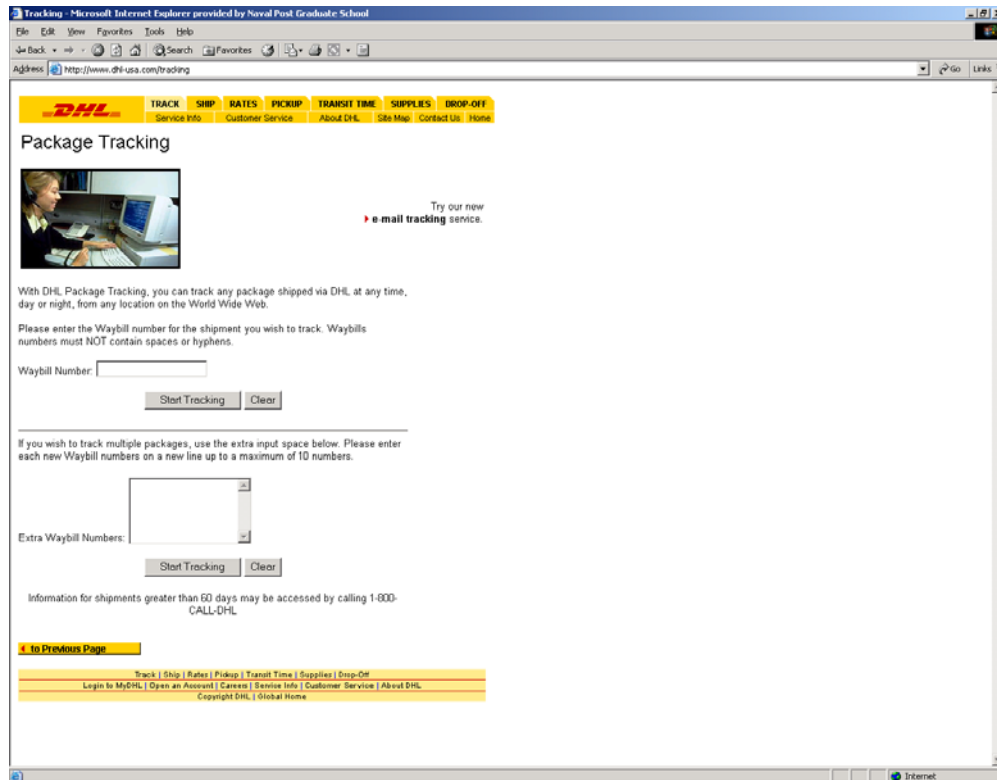 Tracking - Microsoft Internet Explorer provided by Naval Post Graduate School
File Edit View Favorites Tools Help
Back Search Favorites
Address http://www.dhl-usa.com/tracking Go Links
DHL
TRACK SHIP RATES PICKUP TRANSIT TIME SUPPLIES DROP-OFF
Service Info Customer Service About DHL Site Map Contact Us Home
Package Tracking
Try our new
e-mail tracking service.
With DHL Package Tracking, you can track any package shipped via DHL at any time,
day or night, from any location on the World Wide Web.
Please enter the Waybill number for the shipment you wish to track. Waybills
numbers must NOT contain spaces or hyphens.
Waybill Number:
Start Tracking Clear
If you wish to track multiple packages, use the extra input space below. Please enter
each new Waybill numbers on a new line up to a maximum of 10 numbers.
Extra Waybill Numbers:
Start Tracking Clear
Information for shipments greater than 60 days may be accessed by calling 1-800-
CALL-DHL
to Previous Page
Track | Ship | Rates | Pickup | Transit Time | Supplies | Drop-Off
Login to MyDHL | Open an Account | Careers | Service Info | Customer Service | About DHL
Copyright DHL | Global Home
Internet